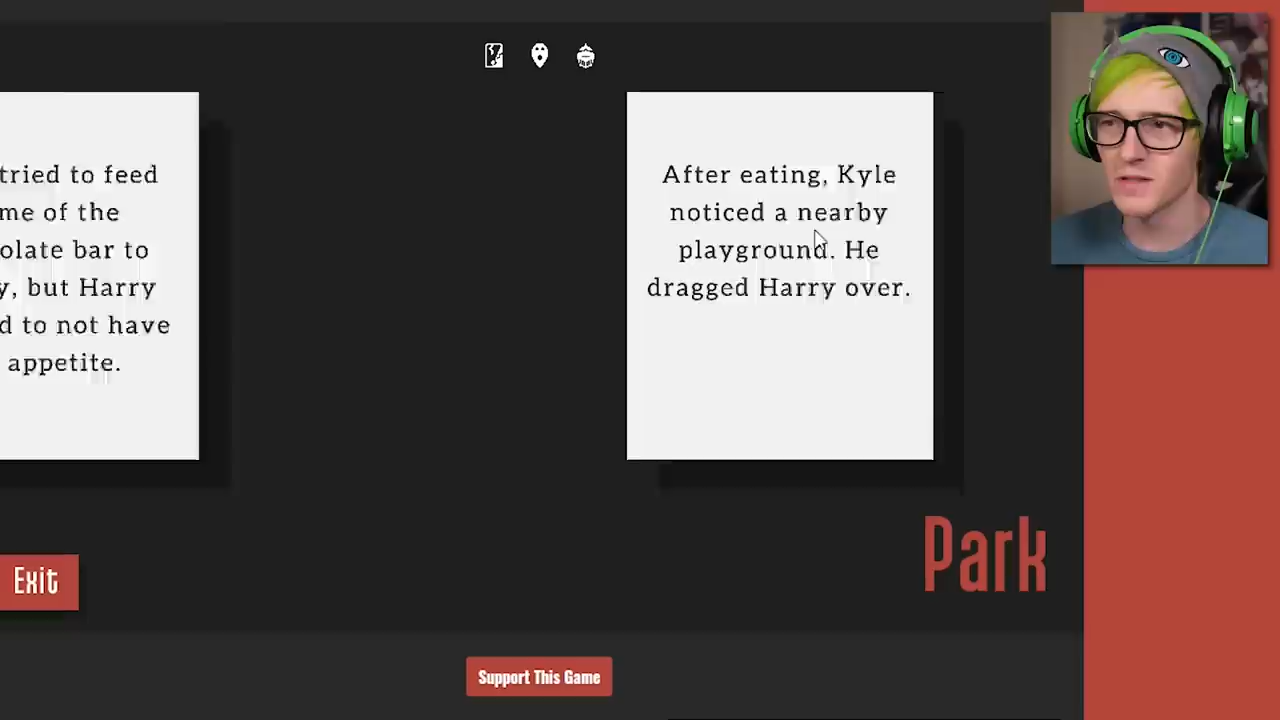 tried to feed
me of the
olate bar to
y, but Harry
d to not have
appetite.
After eating, Kyle
noticed a nearby
playground. He
dragged Harry over.
Park
Exit
Support This Game